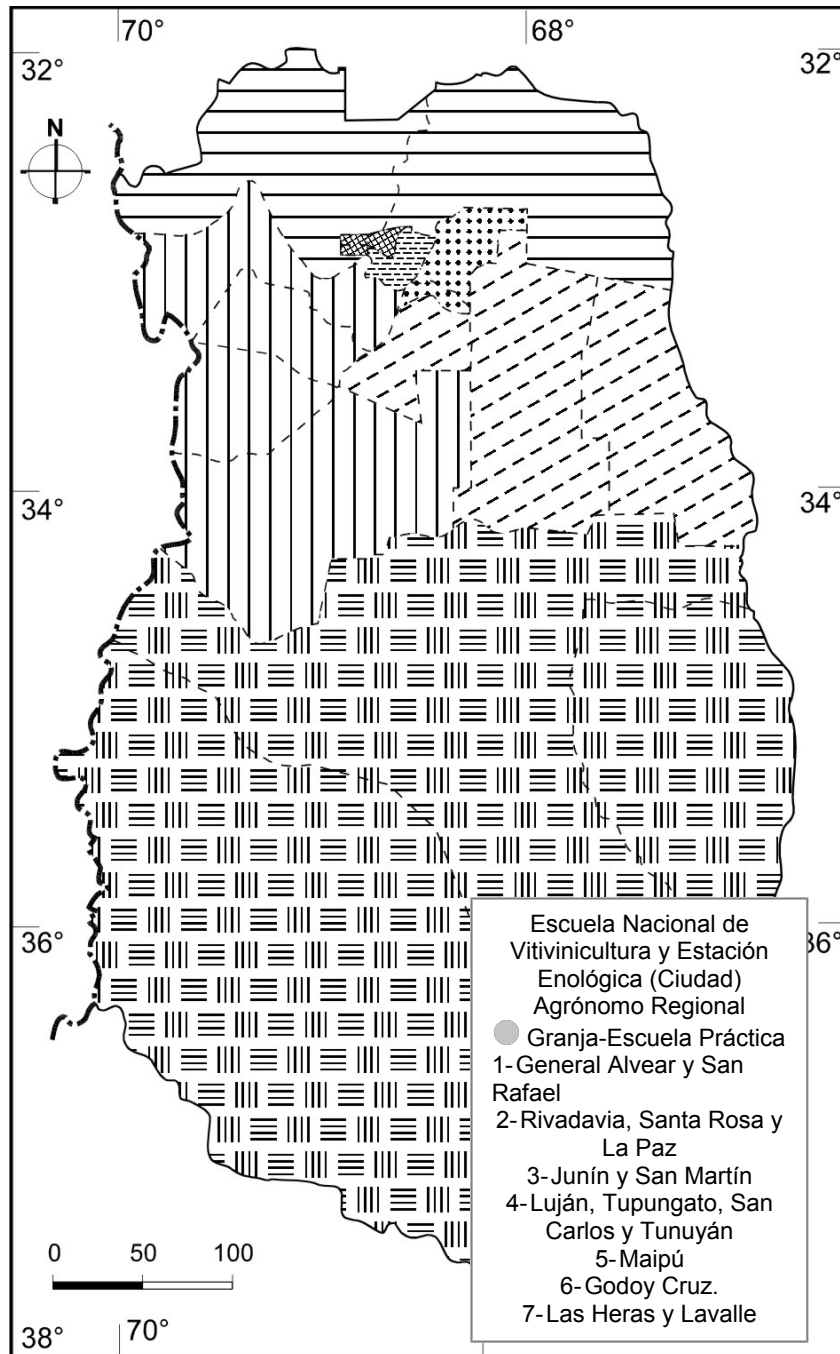 70°
68°
32°
32°
N
34°
34°
36°
36°
Escuela Nacional de
Vitivinicultura y Estación
Enológica (Ciudad)
Agrónomo Regional
Granja-Escuela Práctica
1-General Alvear y San
Rafael
2-Rivadavia, Santa Rosa y
La Paz
3-Junín y San Martín
4-Luján, Tupungato, San
Carlos y Tunuyán
5-Maipú
6-Godoy Cruz.
7-Las Heras y Lavalle
0 50 100
38°
70°